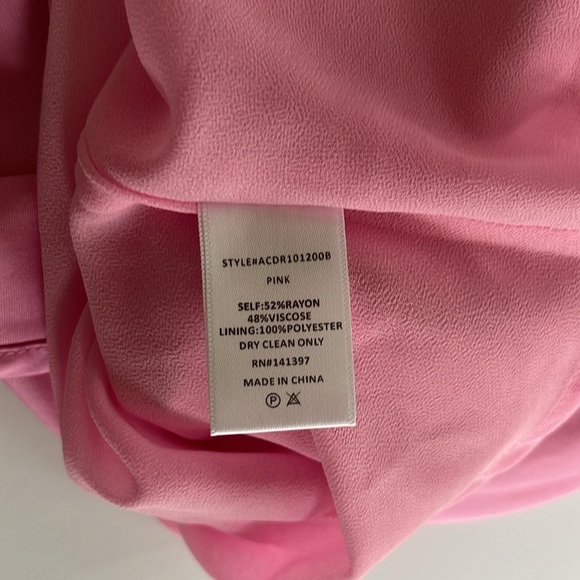 STYLE#ACDR101200B
PINK
SELF:52%RAYON
48%VISCOSE
LINING:100%POLYESTER
DRY CLEAN ONLY
RN#141397
MADE IN CHINA
P